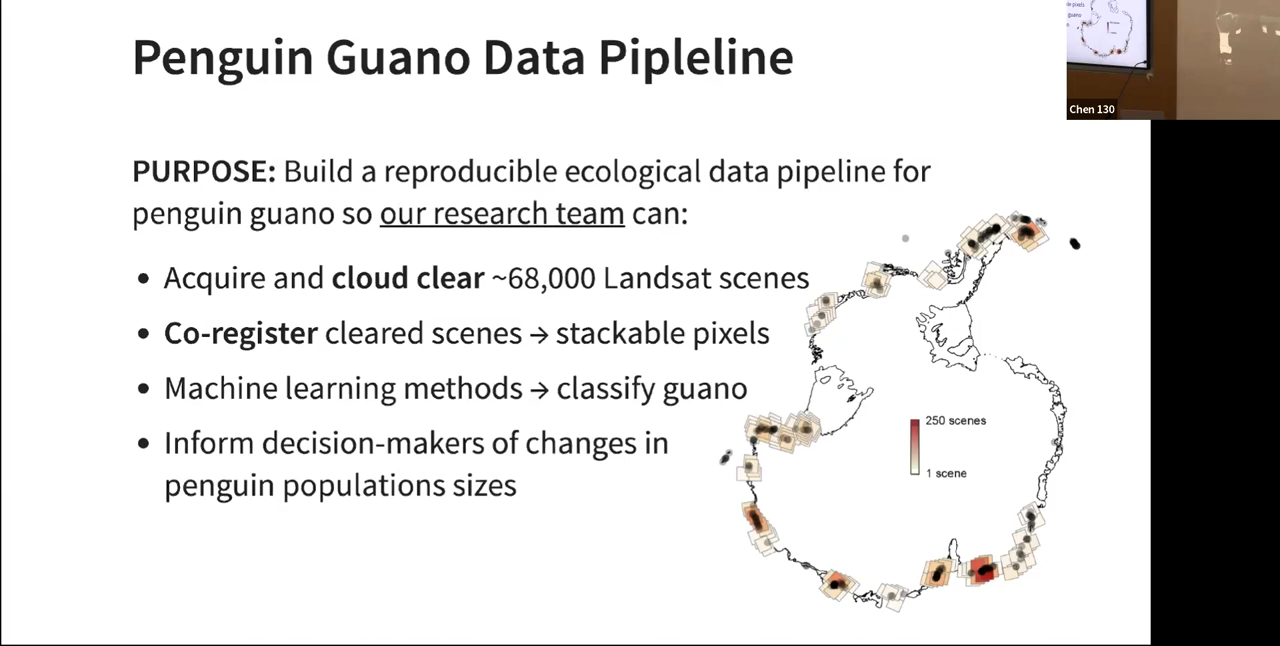 Penguin Guano Data Pipleline
PURPOSE: Build a reproducible ecological data pipeline for
penguin guano so our research team can:
• Acquire and cloud clear ~68,000 Landsat scenes
• Co-register cleared scenes → stackable pixels
• Machine learning methods → classify guano
• Inform decision-makers of changes in
penguin populations sizes
250 scenes
1 scene
pixels
guano
Chen 130